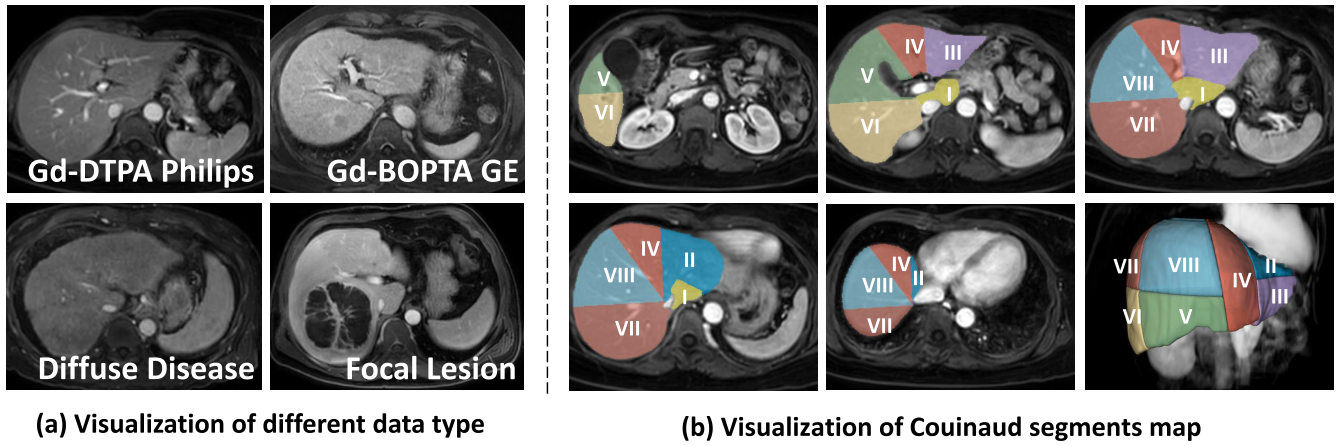 Gd-DTPA Philips
Gd-BOPTA GE
Diffuse Disease
Focal Lesion
(a) Visualization of different data type
V
VI
IV
III
V
I
VI
IV
III
VIII
I
VII
IV
II
VIII
I
VII
IV
II
VIII
VII
VII
VIII
II
IV
III
VI
V
(b) Visualization of Couinaud segments map